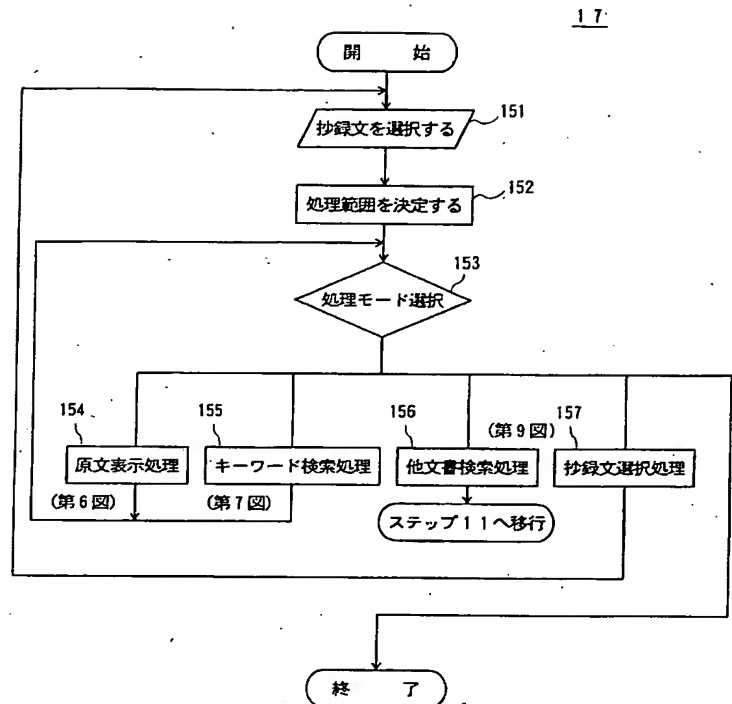 17
開 始
151
抄録文を選択する
152
処理範囲を決定する
153
処理モード選択
154
155
156
(第9図)
157
原文表示処理
キーワード検索処理
他文書検索処理
抄録文選択処理
(第6図)
(第7図)
ステップ11へ移行
終 了